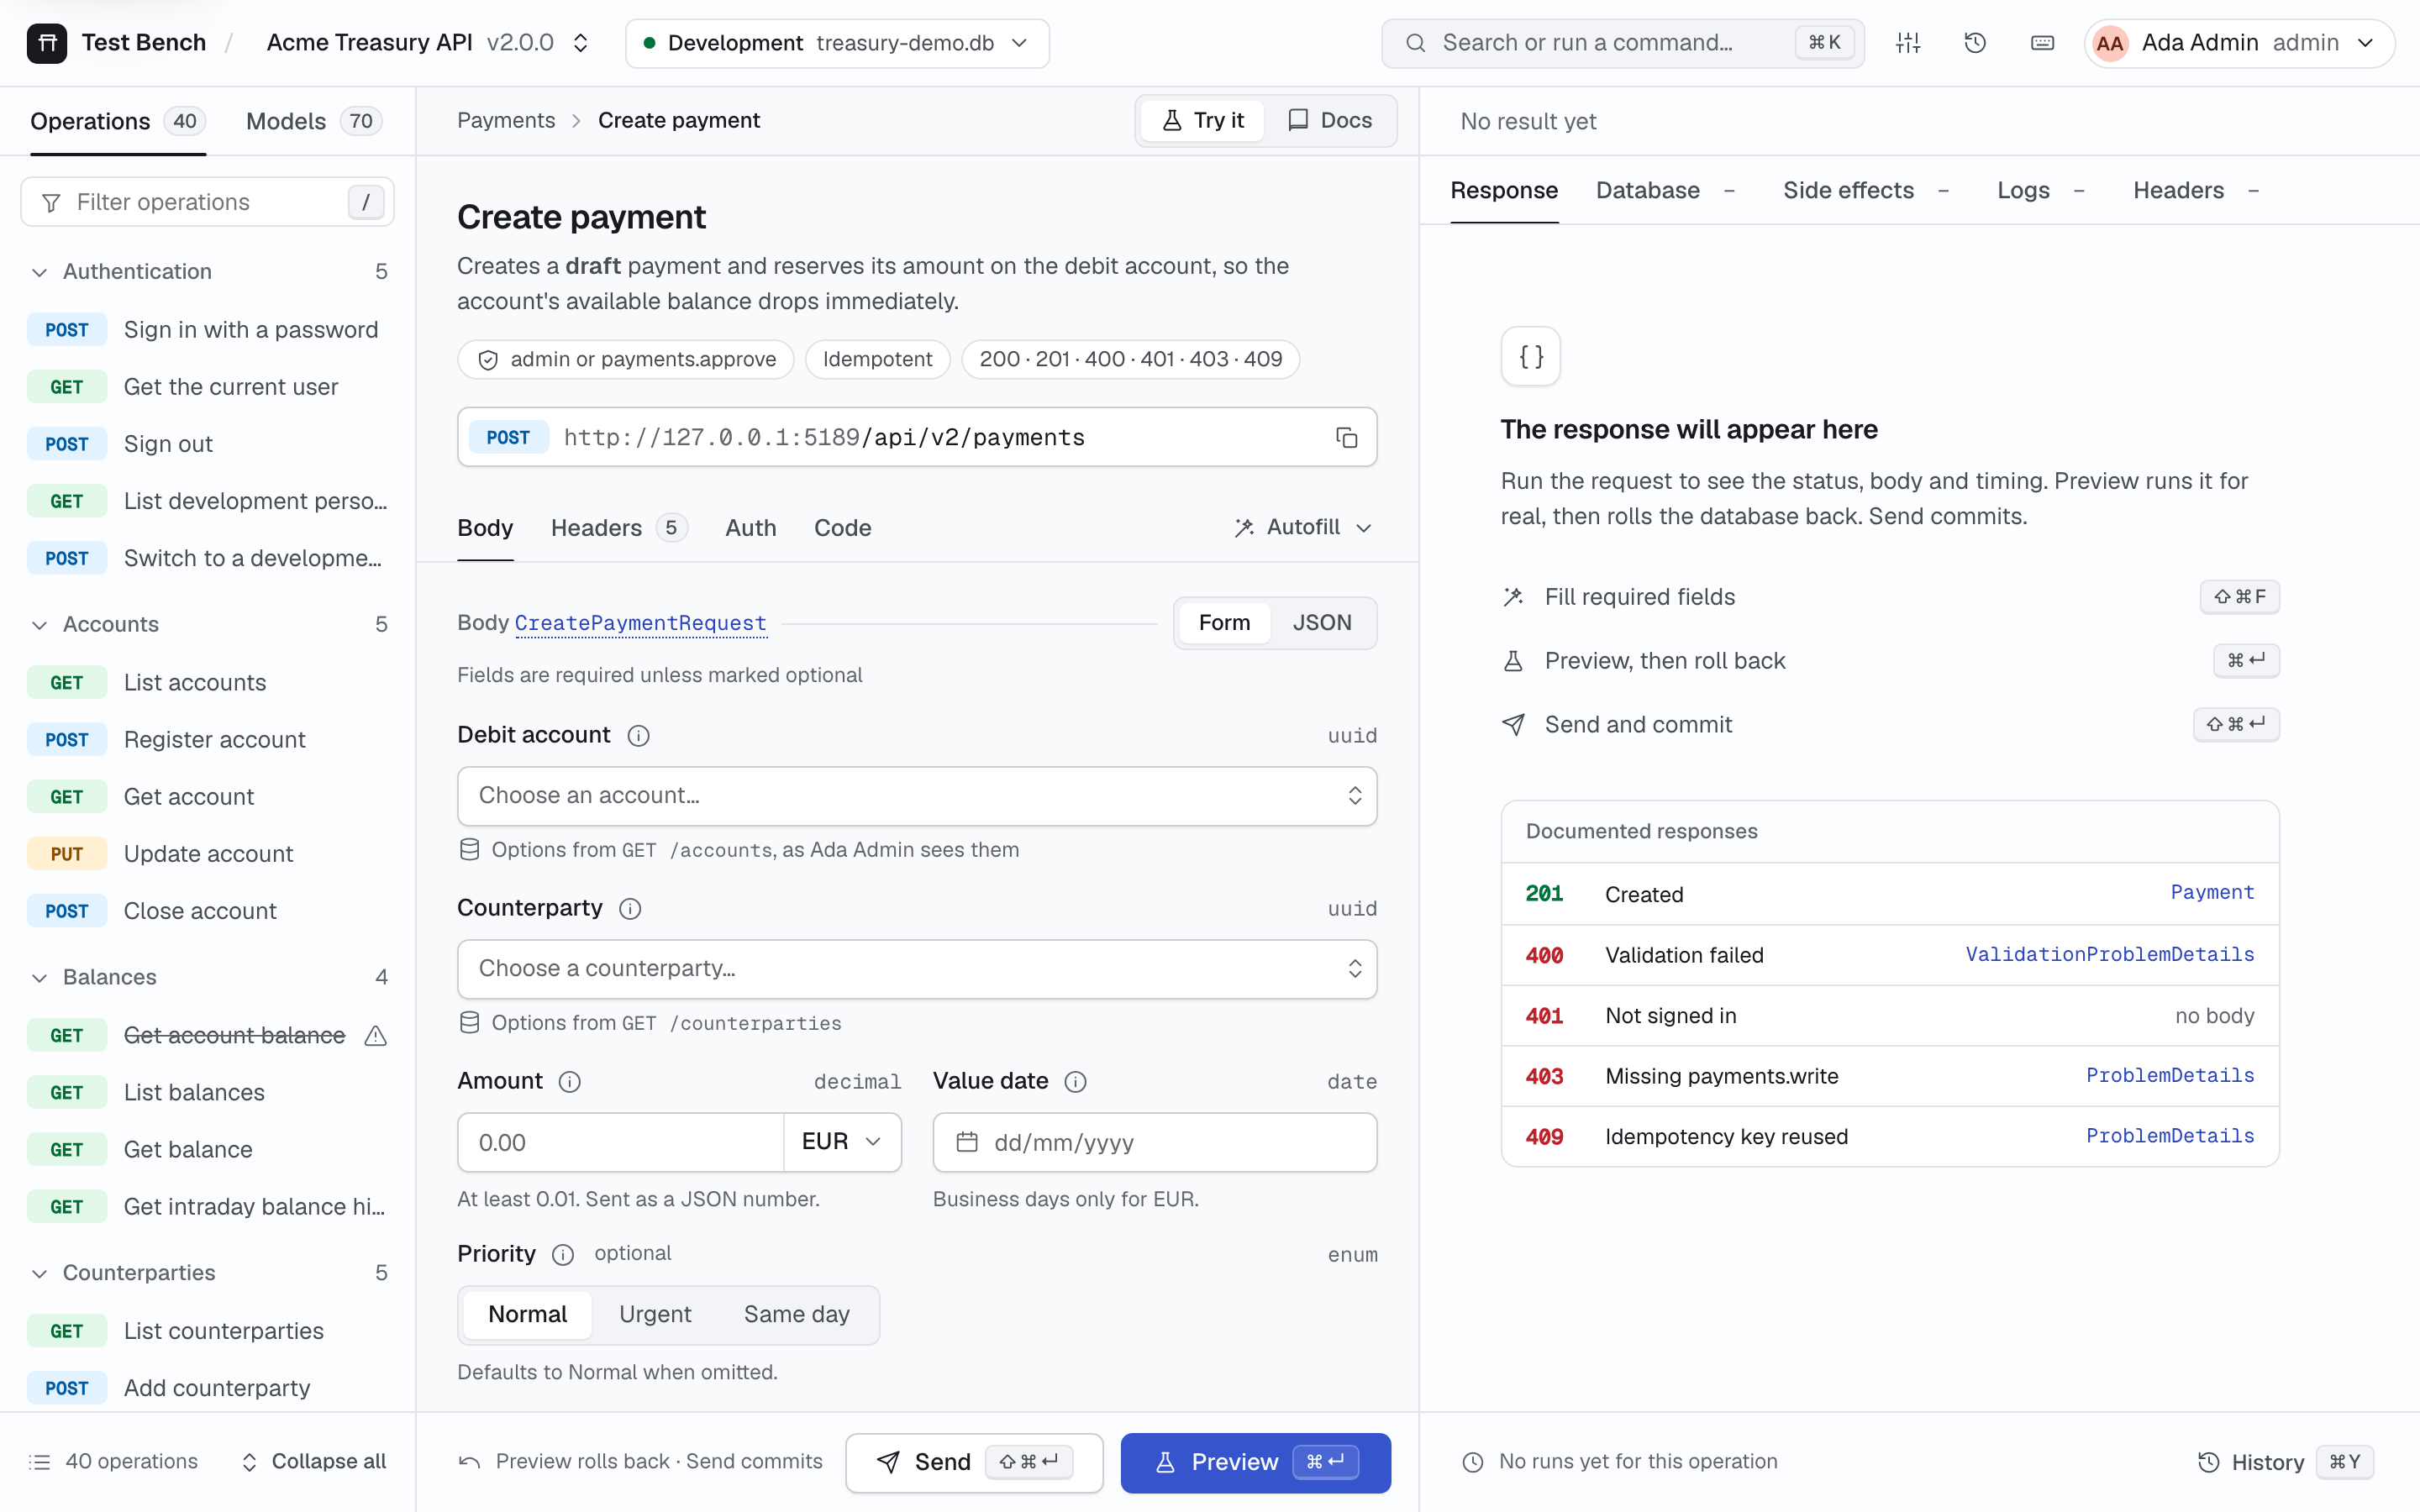 Test Bench / Acme Treasury API v2.0.0
Development treasury-demo.db
Search or run a command... ⌘K
AA Ada Admin admin
Operations 40 Models 70
Filter operations /
Authentication 5
POST Sign in with a password
GET Get the current user
POST Sign out
GET List development perso...
POST Switch to a developme...
Accounts 5
GET List accounts
POST Register account
GET Get account
PUT Update account
POST Close account
Balances 4
GET Get account balance
GET List balances
GET Get balance
GET Get intraday balance hi...
Counterparties 5
GET List counterparties
POST Add counterparty
40 operations Collapse all
Payments > Create payment
Try it Docs
Create payment
Creates a draft payment and reserves its amount on the debit account, so the
account's available balance drops immediately.
admin or payments.approve Idempotent 200 · 201 · 400 · 401 · 403 · 409
POST http://127.0.0.1:5189/api/v2/payments
Body Headers 5 Auth Code Autofill
Body CreatePaymentRequest Form JSON
Fields are required unless marked optional
Debit account uuid
Choose an account...
Options from GET /accounts, as Ada Admin sees them
Counterparty uuid
Choose a counterparty...
Options from GET /counterparties
Amount decimal Value date date
0.00 EUR dd/mm/yyyy
At least 0.01. Sent as a JSON number. Business days only for EUR.
Priority optional enum
Normal Urgent Same day
Defaults to Normal when omitted.
Preview rolls back · Send commits Send ⇧⌘↵ Preview ⌘↵
No result yet
Response Database – Side effects – Logs – Headers –
{}
The response will appear here
Run the request to see the status, body and timing. Preview runs it for
real, then rolls the database back. Send commits.
Fill required fields ⇧⌘F
Preview, then roll back ⌘↵
Send and commit ⇧⌘↵
Documented responses
201 Created Payment
400 Validation failed ValidationProblemDetails
401 Not signed in no body
403 Missing payments.write ProblemDetails
409 Idempotency key reused ProblemDetails
No runs yet for this operation History ⌘Y